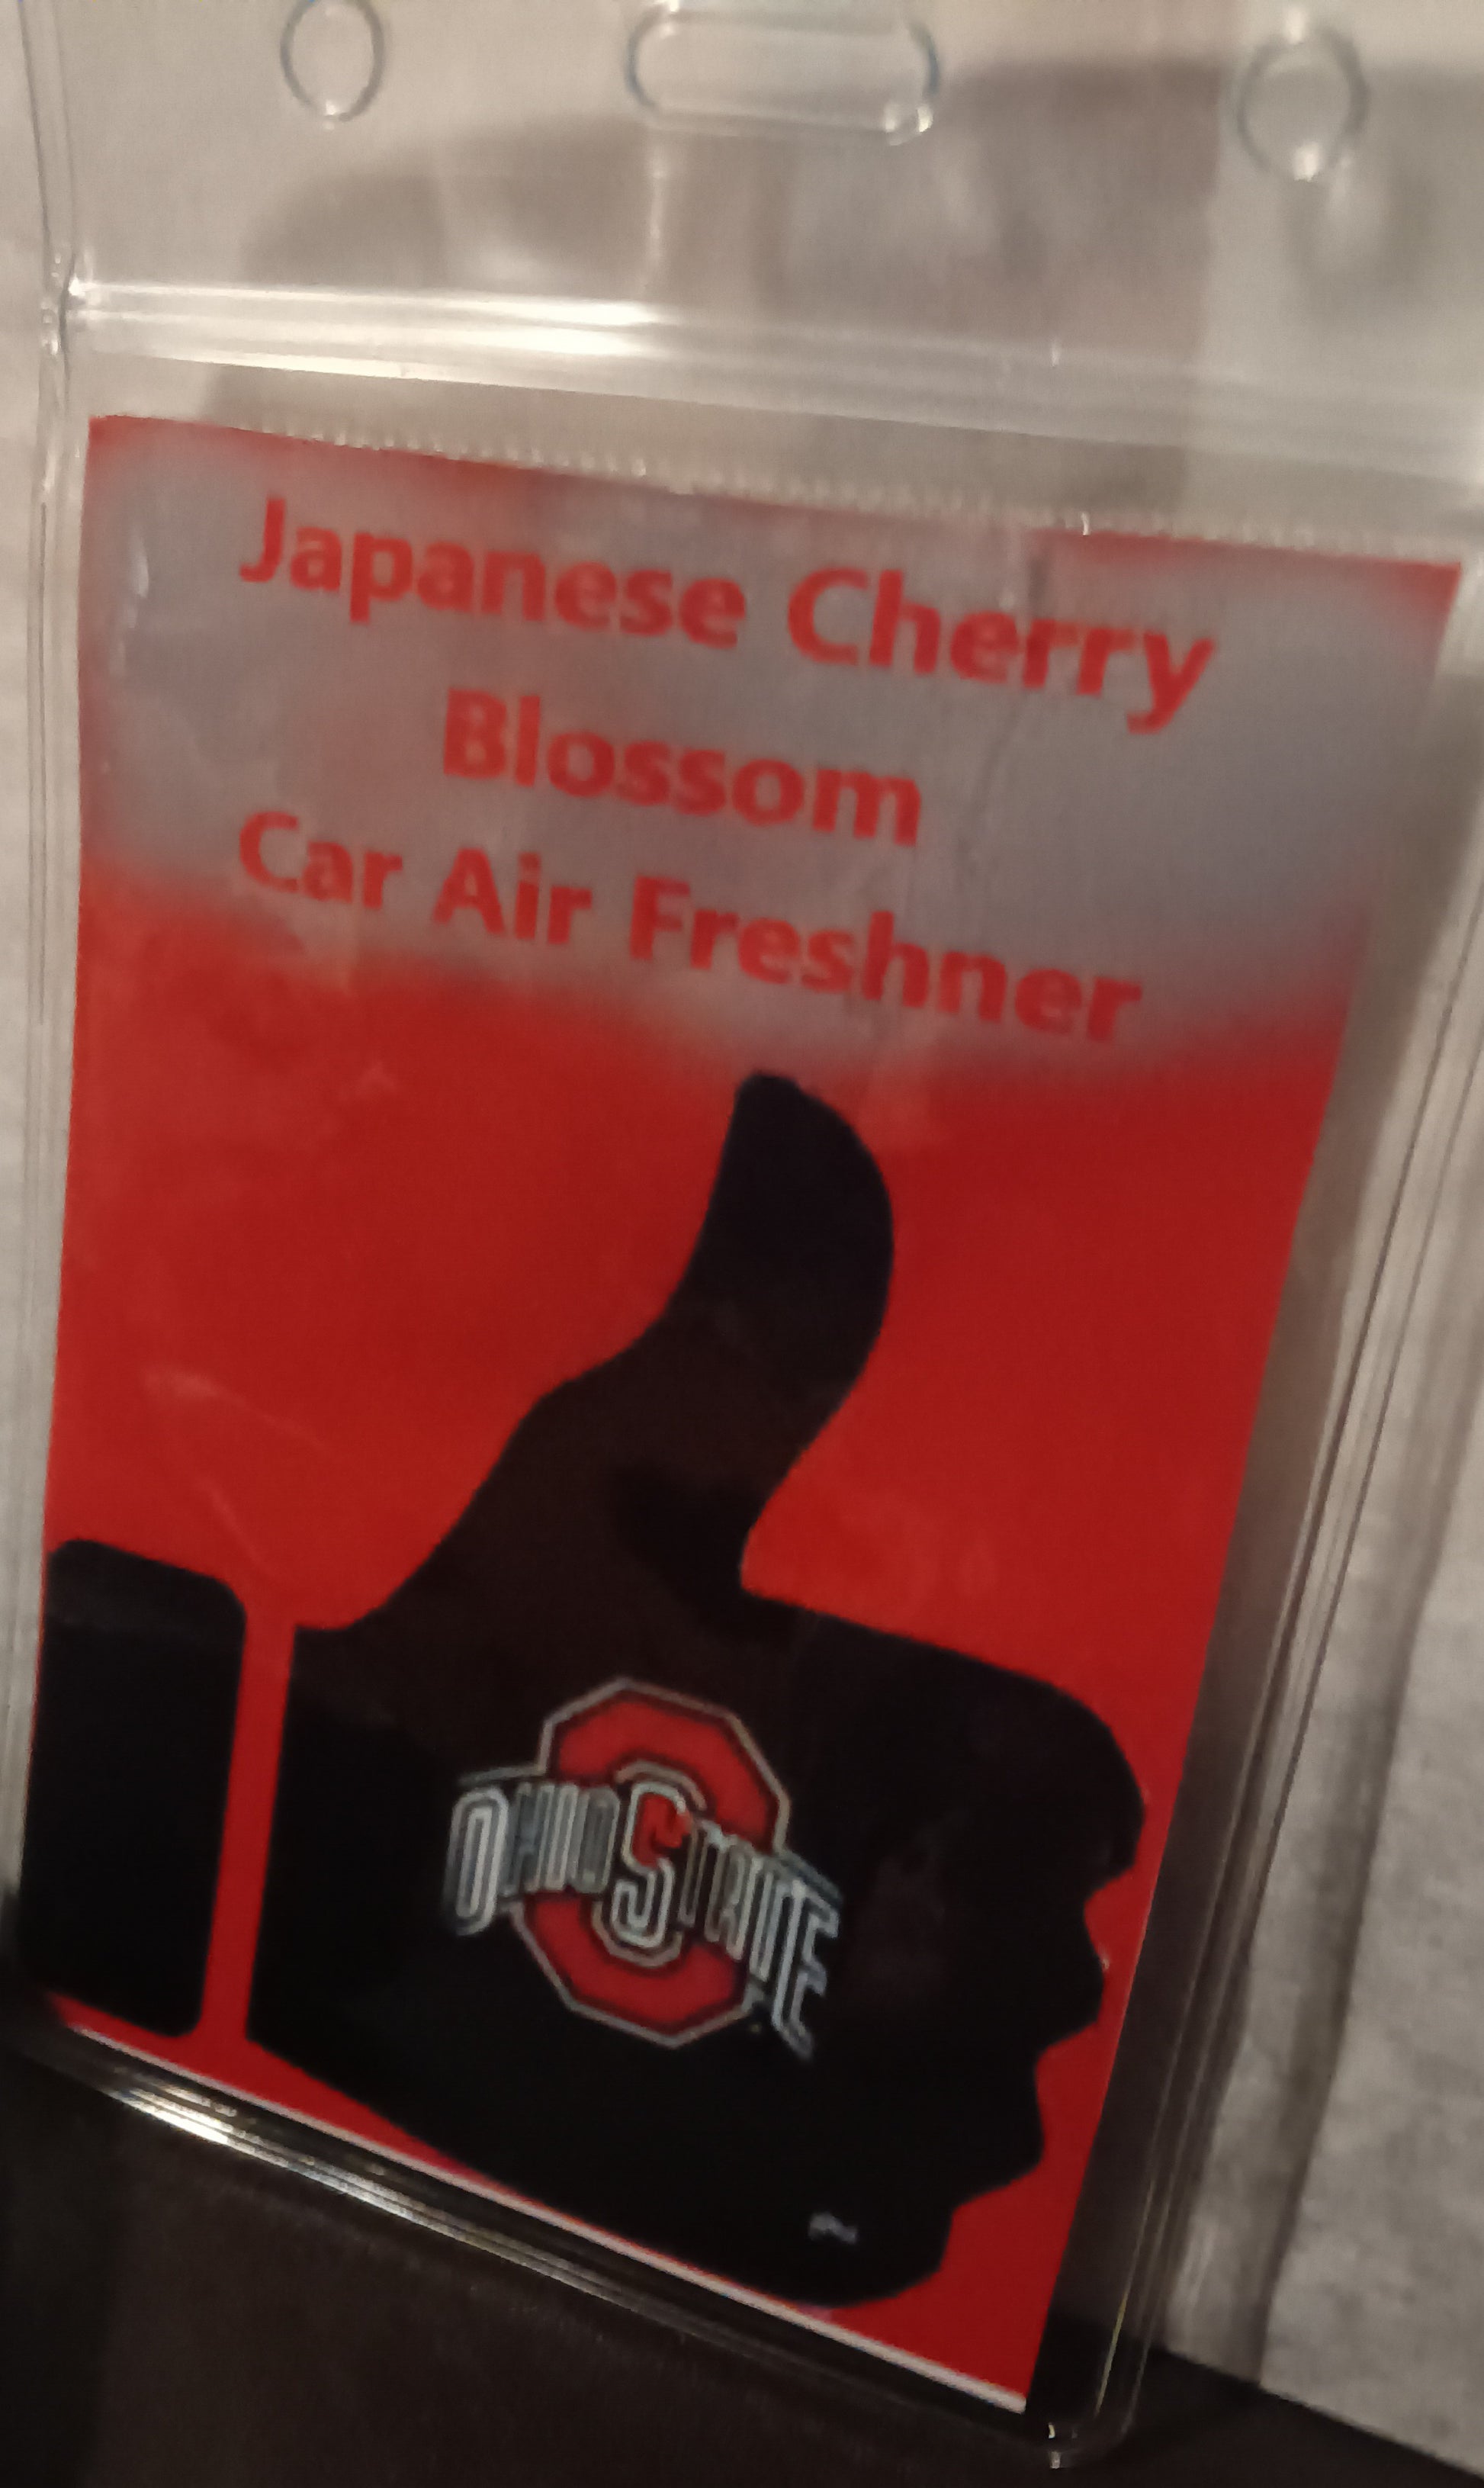 Japanese Cherry
Blossom
Car Air Freshner
OHIO STATE